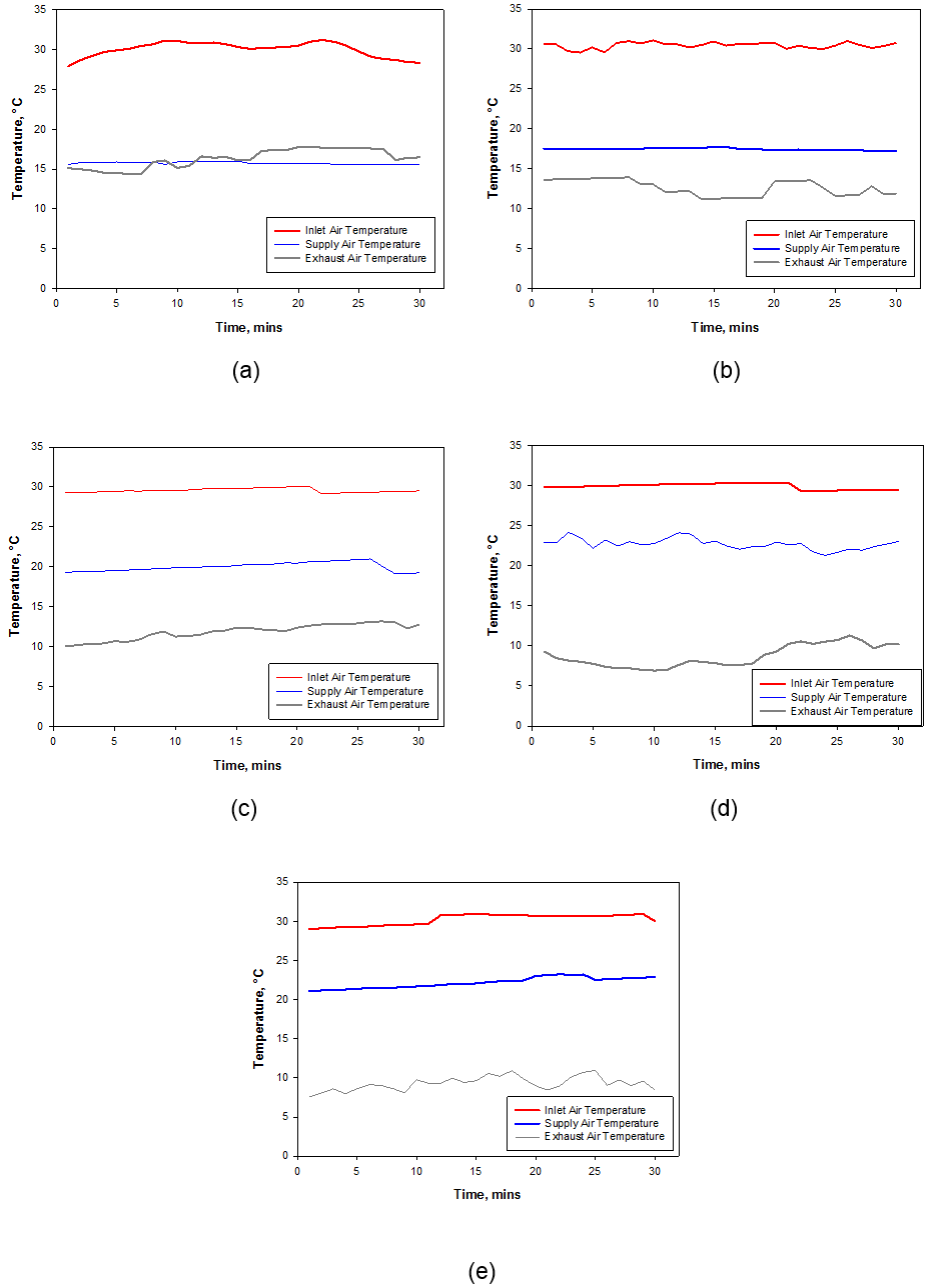 35
30
25
20
15
10
5
0
Temperature, °C
Inlet Air Temperature
Supply Air Temperature
Exhaust Air Temperature
0 5 10 15 20 25 30
Time, mins
(a)
35
30
25
20
15
10
5
0
Temperature, °C
Inlet Air Temperature
Supply Air Temperature
Exhaust Air Temperature
0 5 10 15 20 25 30
Time, mins
(b)
35
30
25
20
15
10
5
0
Temperature, °C
Inlet Air Temperature
Supply Air Temperature
Exhaust Air Temperature
0 5 10 15 20 25 30
Time, mins
(c)
35
30
25
20
15
10
5
0
Temperature, °C
Inlet Air Temperature
Supply Air Temperature
Exhaust Air Temperature
0 5 10 15 20 25 30
Time, mins
(d)
35
30
25
20
15
10
5
0
Temperature, °C
Inlet Air Temperature
Supply Air Temperature
Exhaust Air Temperature
0 5 10 15 20 25 30
Time, mins
(e)